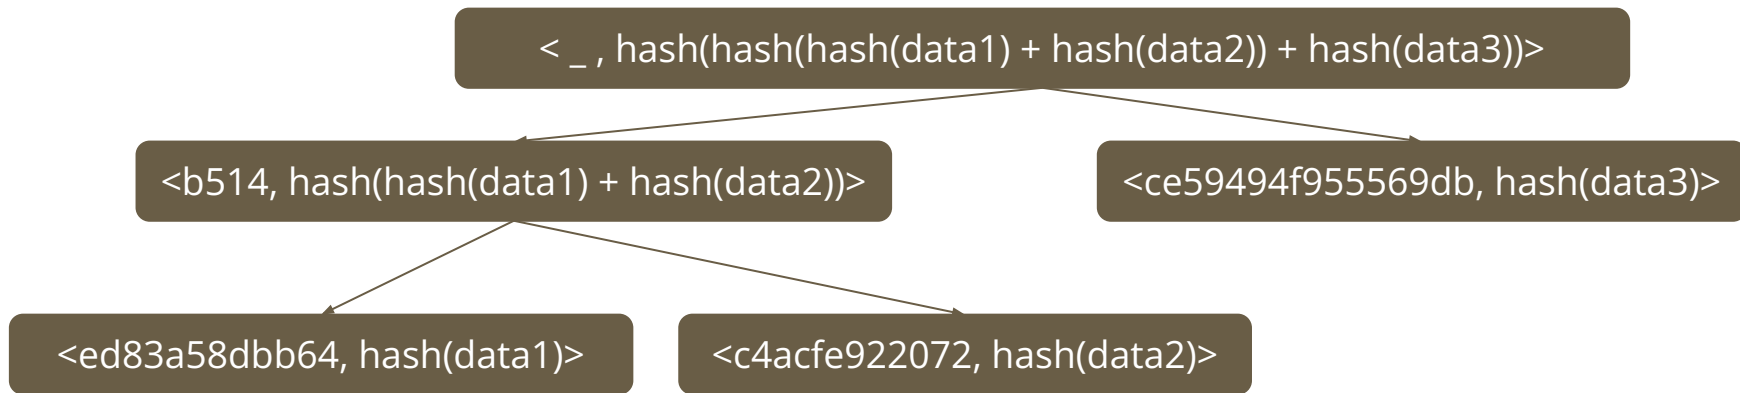 < _ , hash(hash(hash(data1) + hash(data2)) + hash(data3))>
<b514, hash(hash(data1) + hash(data2))>
<ce59494f955569db, hash(data3)>
<ed83a58dbb64, hash(data1)>
<c4acfe922072, hash(data2)>